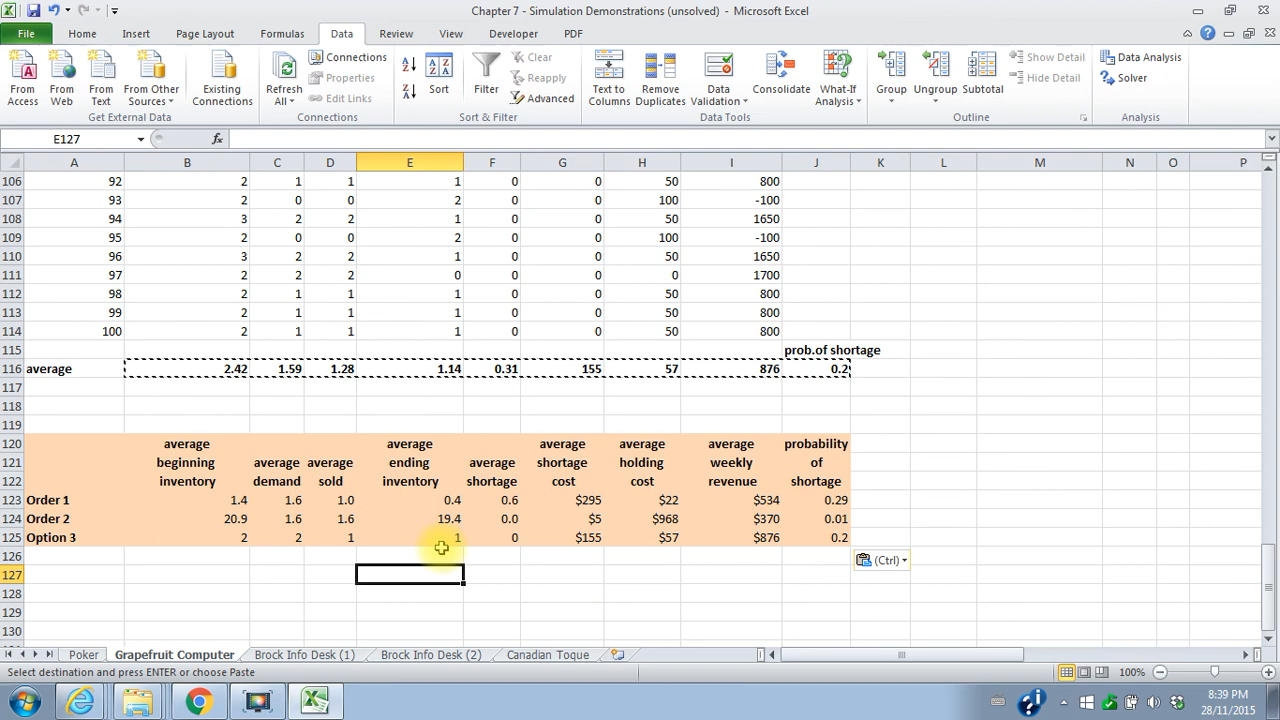 Chapter 7 - Simulation Demonstrations (unsolved) - Microsoft Excel
File Home Insert Page Layout Formulas Data Review View Developer PDF
From Access From Web From Text From Other Sources Existing Connections Refresh All Connections Properties Edit Links Sort Filter Clear Reapply Advanced Text to Columns Remove Duplicates Data Validation Consolidate What-If Analysis Group Ungroup Subtotal Show Detail Hide Detail Data Analysis Solver
Get External Data Connections Sort & Filter Data Tools Outline Analysis
E127 fx
A B C D E F G H I J K L M N O P
106 92 2 1 1 1 0 0 50 800
107 93 2 0 0 2 0 0 100 -100
108 94 3 2 2 1 0 0 50 1650
109 95 2 0 0 2 0 0 100 -100
110 96 3 2 2 1 0 0 50 1650
111 97 2 2 2 0 0 0 0 1700
112 98 2 1 1 1 0 0 50 800
113 99 2 1 1 1 0 0 50 800
114 100 2 1 1 1 0 0 50 800
115 prob.of shortage
116 average 2.42 1.59 1.28 1.14 0.31 155 57 876 0.2
117
118
119
120 average average average average average probability
121 beginning average average ending average shortage holding weekly of
122 inventory demand sold inventory shortage cost cost revenue shortage
123 Order 1 1.4 1.6 1.0 0.4 0.6 $295 $22 $534 0.29
124 Order 2 20.9 1.6 1.6 19.4 0.0 $5 $968 $370 0.01
125 Option 3 2 2 1 1 0 $155 $57 $876 0.2
126 (Ctrl)
127
128
129
130
Poker Grapefruit Computer Brock Info Desk (1) Brock Info Desk (2) Canadian Toque
Select destination and press ENTER or choose Paste 100%
8:39 PM
28/11/2015